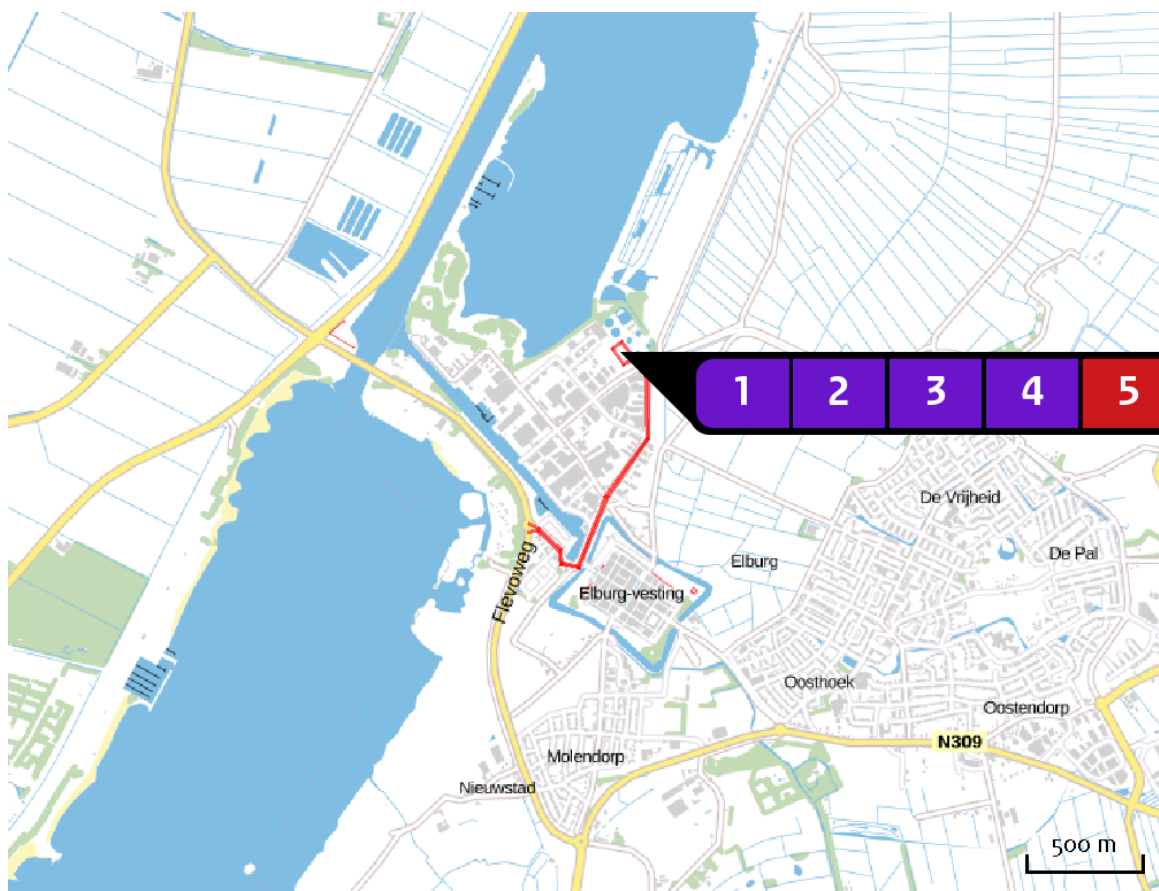 1 2 3 4 5
De Vrijheid
De Pal
Elburg
Flevoweg
Elburg-vesting
Oosthoek
Oostendorp
N309
Molendorp
Nieuwstad
500 m